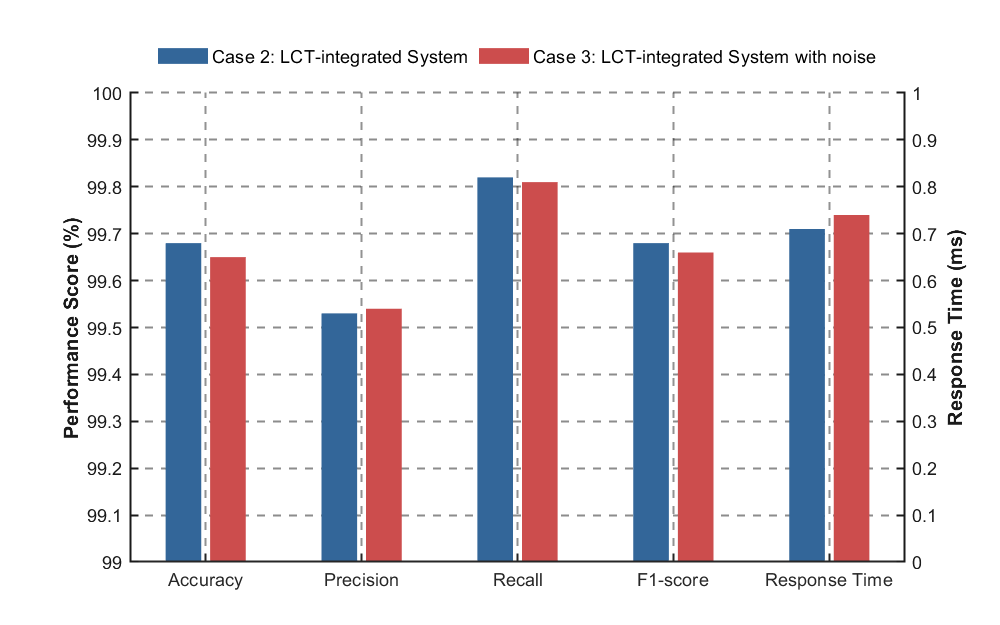 Case 2: LCT-integrated System Case 3: LCT-integrated System with noise
100 1
99.9 0.9
99.8 0.8
99.7 0.7
99.6 0.6
99.5 0.5
99.4 0.4
99.3 0.3
99.2 0.2
99.1 0.1
99 0
Performance Score (%)
Response Time (ms)
Accuracy Precision Recall F1-score Response Time